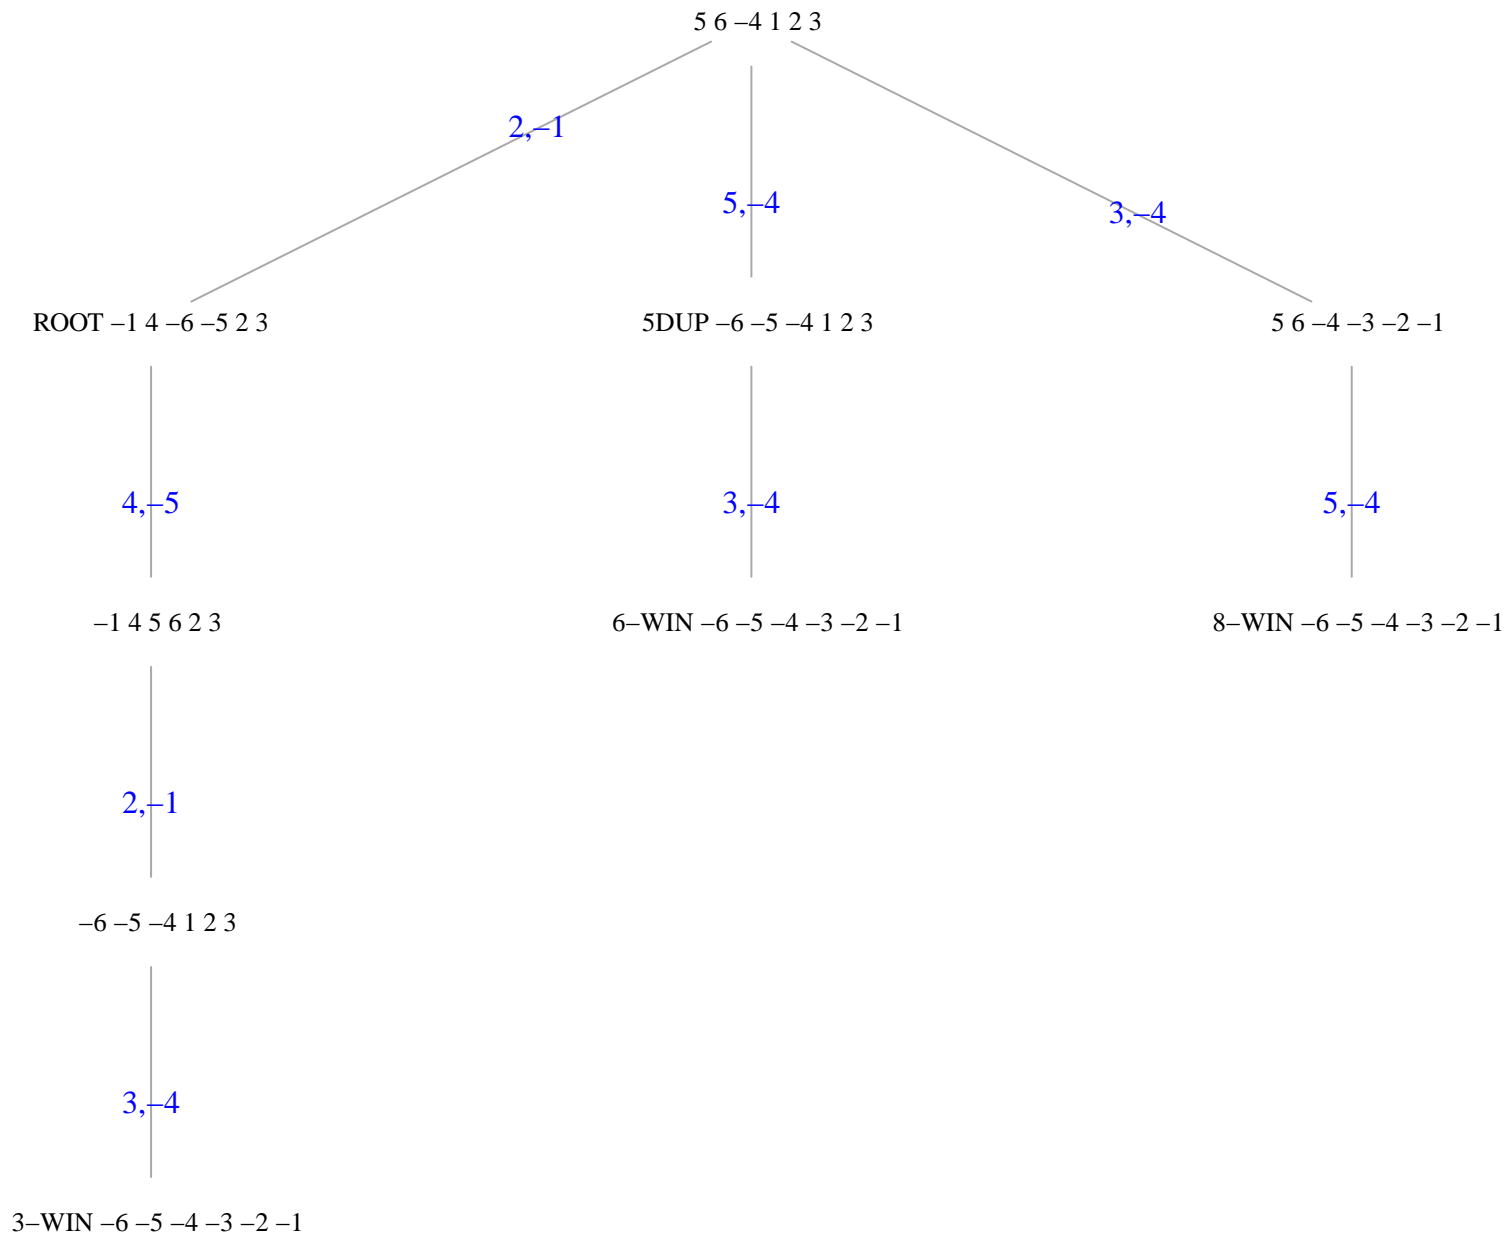 5 6 –4 1 2 3
2,–1
5,–4
3,–4
ROOT –1 4 –6 –5 2 3
5DUP –6 –5 –4 1 2 3
5 6 –4 –3 –2 –1
4,–5
3,–4
5,–4
–1 4 5 6 2 3
6–WIN –6 –5 –4 –3 –2 –1
8–WIN –6 –5 –4 –3 –2 –1
2,–1
–6 –5 –4 1 2 3
3,–4
3–WIN –6 –5 –4 –3 –2 –1